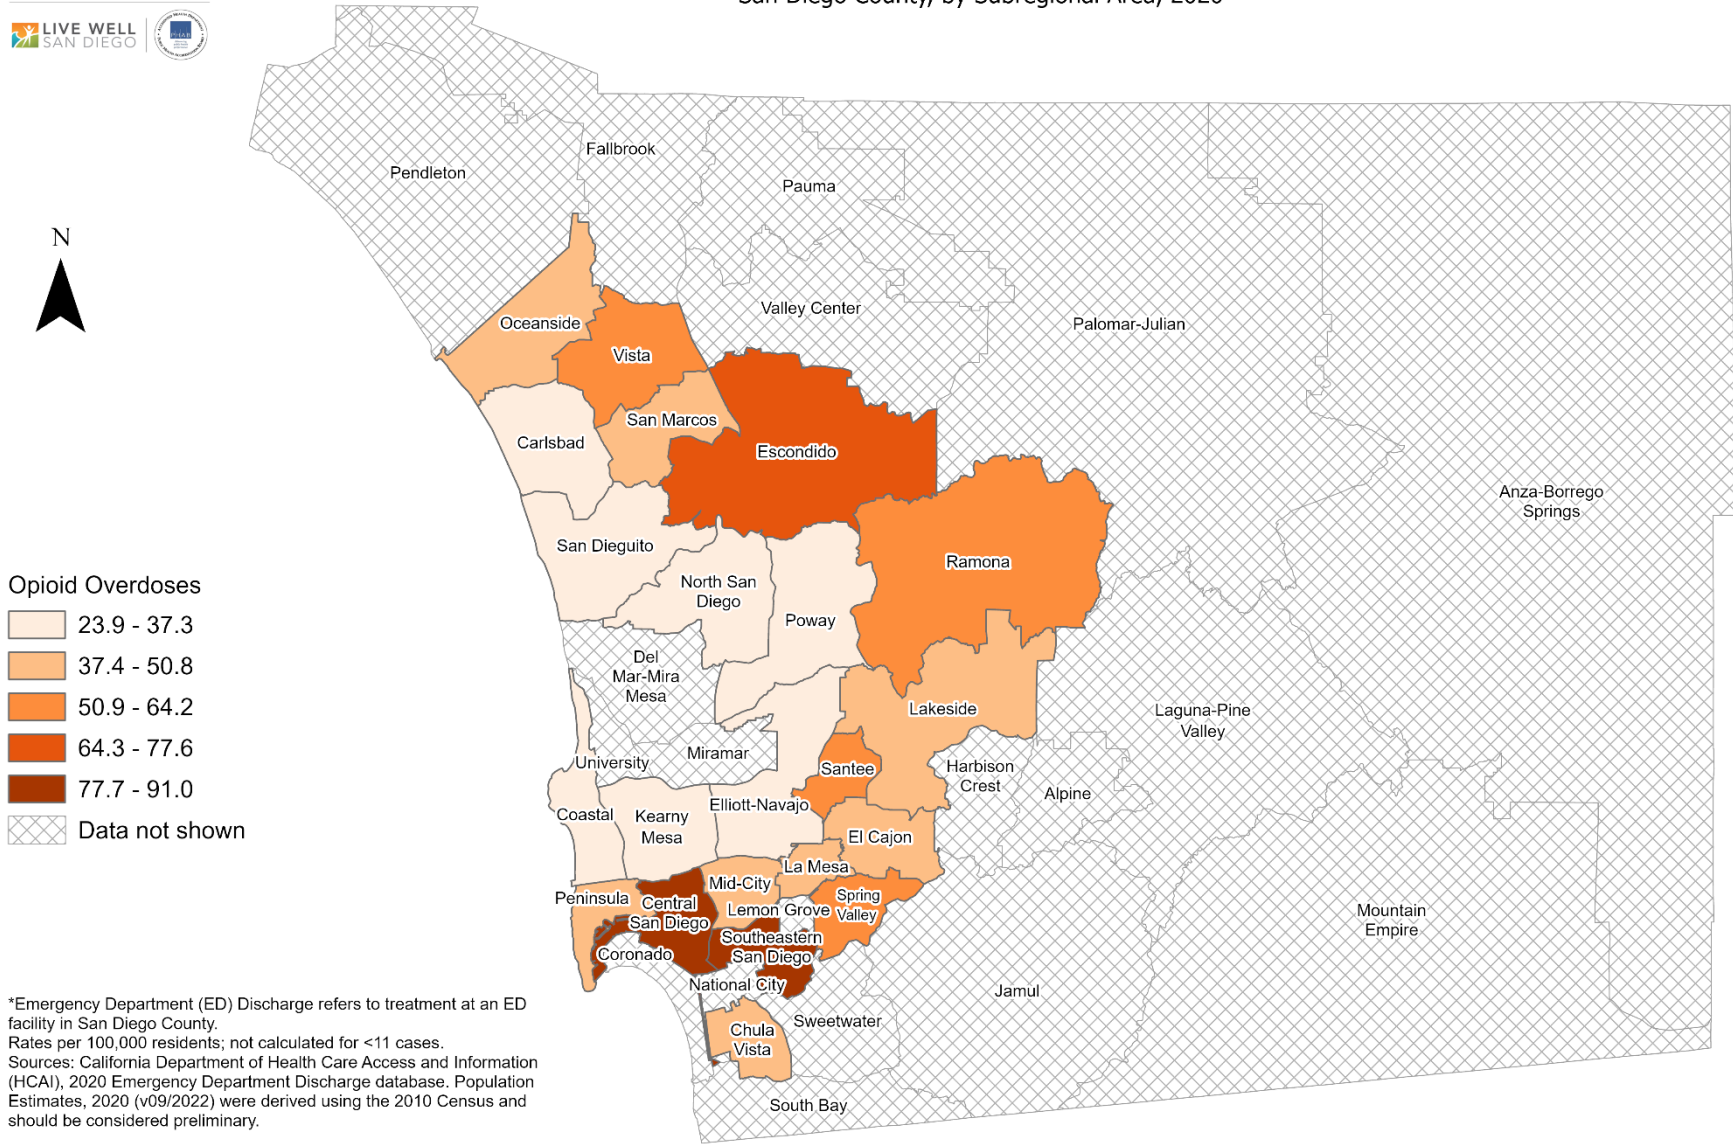 San Diego County, by Subregional Area, 2020
LIVE WELL
SAN DIEGO
PHAB
Fallbrook
Pendleton
Pauma
N
Valley Center
Oceanside
Palomar-Julian
Vista
San Marcos
Carlsbad
Escondido
Anza-Borrego
Springs
San Dieguito
Ramona
North San
Diego
Poway
Opioid Overdoses
23.9 - 37.3
37.4 - 50.8
50.9 - 64.2
64.3 - 77.6
77.7 - 91.0
Data not shown
Del
Mar-Mira
Mesa
Lakeside
Laguna-Pine
Valley
Miramar
University
Santee
Harbison
Crest
Alpine
Elliott-Navajo
Coastal
Kearny
Mesa
El Cajon
La Mesa
Mid-City
Peninsula
Central
San Diego
Spring
Valley
Lemon Grove
Mountain
Empire
Southeastern
San Diego
Coronado
National City
Jamul
Sweetwater
Chula
Vista
South Bay
*Emergency Department (ED) Discharge refers to treatment at an ED
facility in San Diego County.
Rates per 100,000 residents; not calculated for <11 cases.
Sources: California Department of Health Care Access and Information
(HCAI), 2020 Emergency Department Discharge database. Population
Estimates, 2020 (v09/2022) were derived using the 2010 Census and
should be considered preliminary.